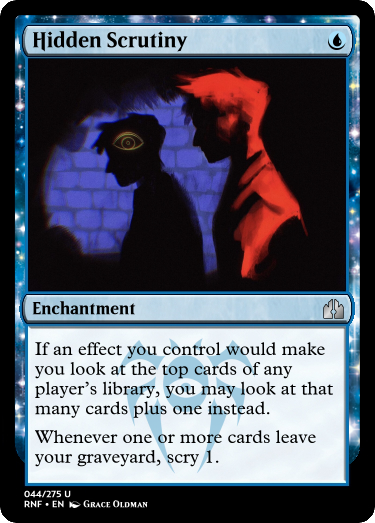 Hidden Scrutiny
Enchantment
If an effect you control would make
you look at the top cards of any
player's library, you may look at that
many cards plus one instead.
Whenever one or more cards leave
your graveyard, scry 1.
044/275 U
RNF • EN Grace Oldman